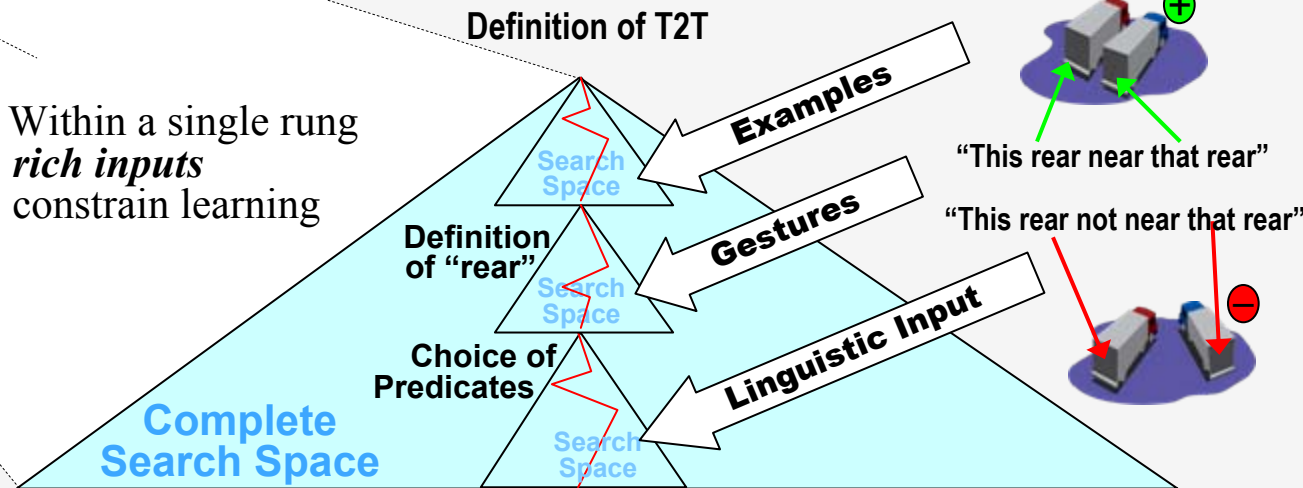 Definition of T2T
Within a single rung
rich inputs
constrain learning
Examples
+
"This rear near that rear"
Search
Space
Gestures
"This rear not near that rear"
Definition
of "rear"
Search
Space
Linguistic Input
−
Choice of
Predicates
Search
Space
Complete
Search Space